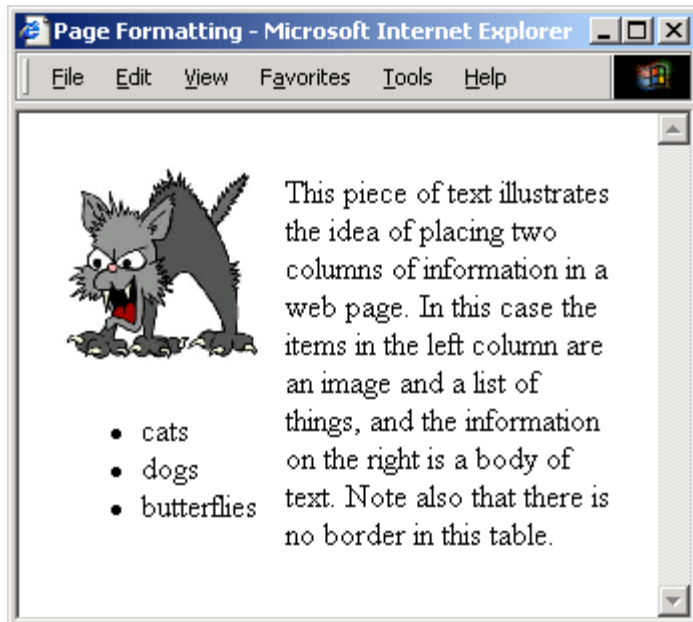 Page Formatting - Microsoft Internet Explorer
File Edit View Favorites Tools Help
cats
dogs
butterflies
This piece of text illustrates
the idea of placing two
columns of information in a
web page. In this case the
items in the left column are
an image and a list of
things, and the information
on the right is a body of
text. Note also that there is
no border in this table.